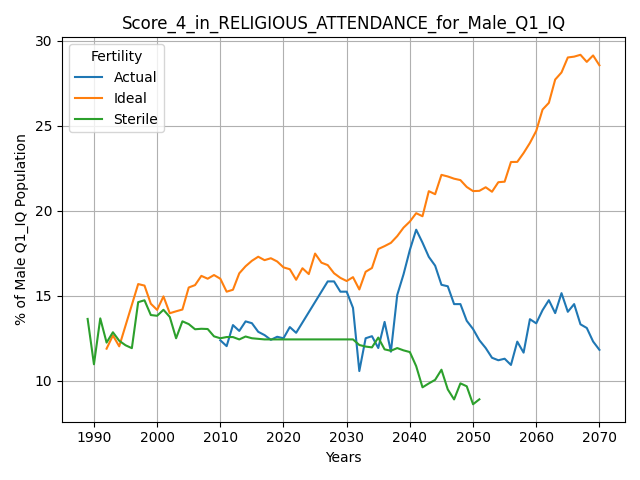 Score_4_in_RELIGIOUS_ATTENDANCE_for_Male_Q1_IQ
Fertility
Actual
Ideal
Sterile
% of Male Q1_IQ Population
30
25
20
15
10
1990 2000 2010 2020 2030 2040 2050 2060 2070
Years